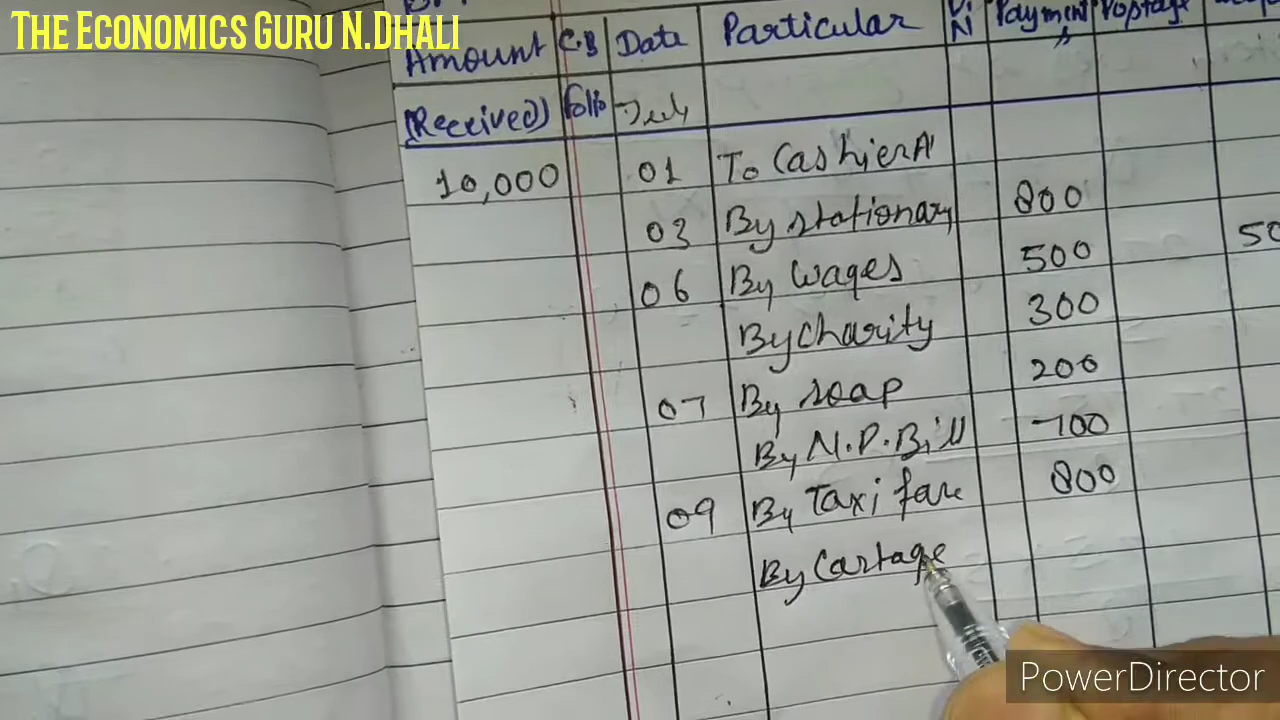 THE ECONOMICS GURU N.DHALI
Amount C.B Date Particular V. Payment Postage
(Received) folio July N
10,000 01 To Cashier A/
03 By stationary 800
06 By wages 500 50
By charity 300
07 By soap 200
By N.P.Bill 700
09 By Taxi fare 800
By Cartage
PowerDirector